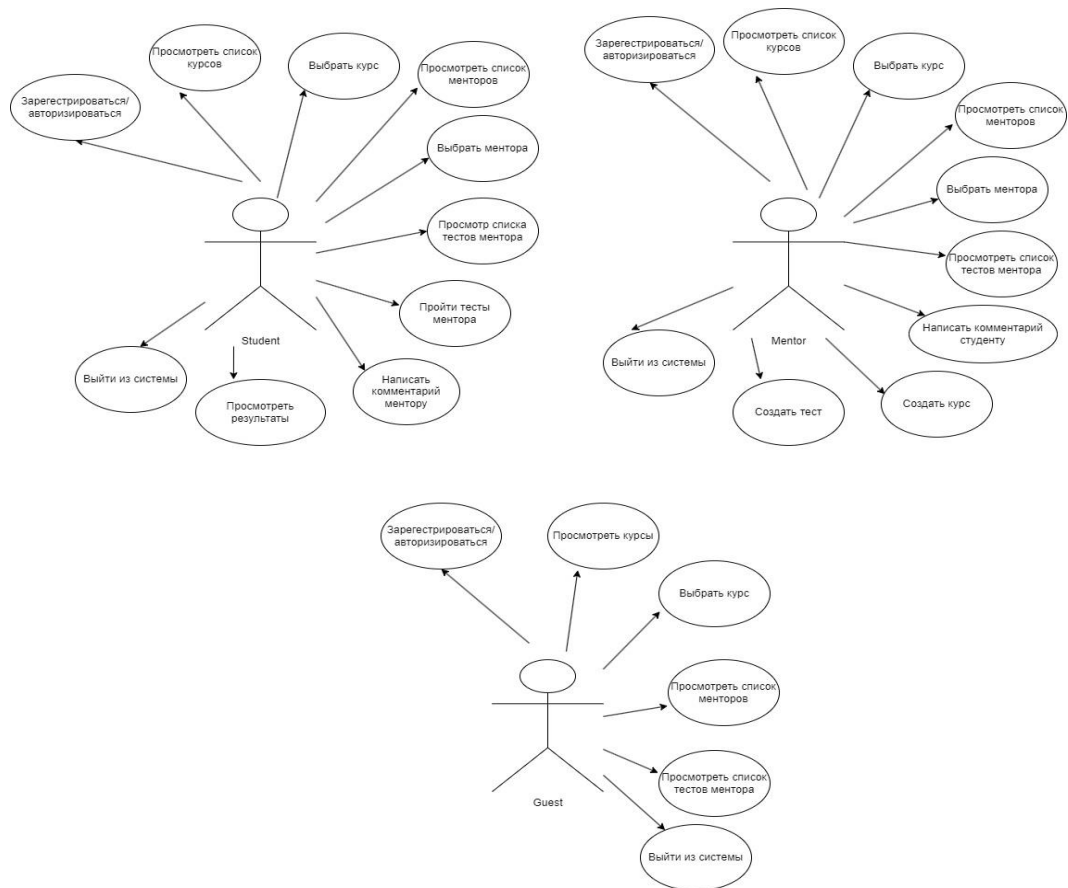 Просмотреть список
курсов
Выбрать курс
Просмотреть список
менторов
Зарегестрироваться/
авторизироваться
Выбрать ментора
Просмотр списка
тестов ментора
Пройти тесты
ментора
Student
Выйти из системы
Написать
комментарий
ментору
Просмотреть
результаты
Зарегестрироваться/
авторизироваться
Просмотреть список
курсов
Выбрать курс
Просмотреть список
менторов
Выбрать ментора
Просмотреть список
тестов ментора
Написать комментарий
студенту
Mentor
Выйти из системы
Создать тест
Создать курс
Зарегестрироваться/
авторизироваться
Просмотреть курсы
Выбрать курс
Просмотреть список
менторов
Просмотреть список
тестов ментора
Guest
Выйти из системы